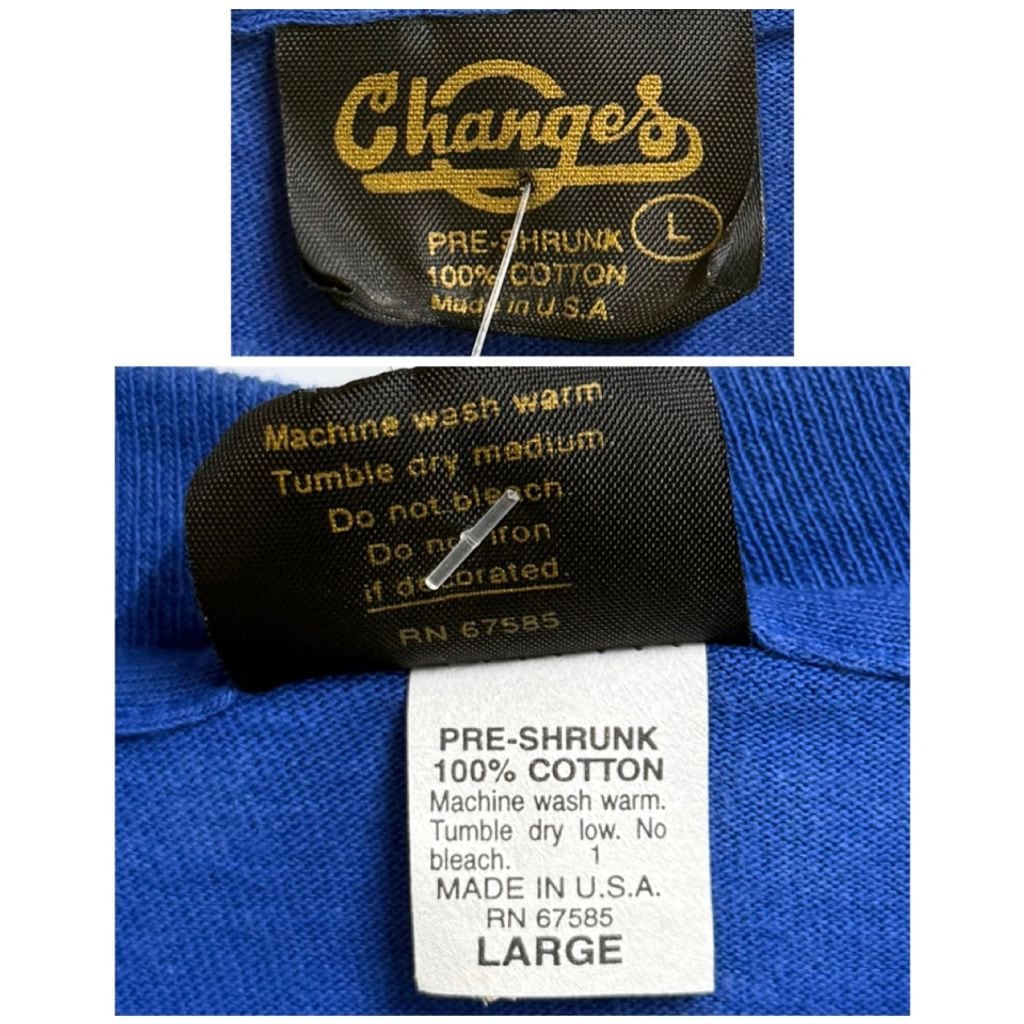 Changes
L
PRE-SHRUNK
100% COTTON
Made in U.S.A.
Machine wash warm
Tumble dry medium
Do not bleach
Do not iron
if decorated
RN 67585
PRE-SHRUNK
100% COTTON
Machine wash warm.
Tumble dry low. No
bleach. 1
MADE IN U.S.A.
RN 67585
LARGE